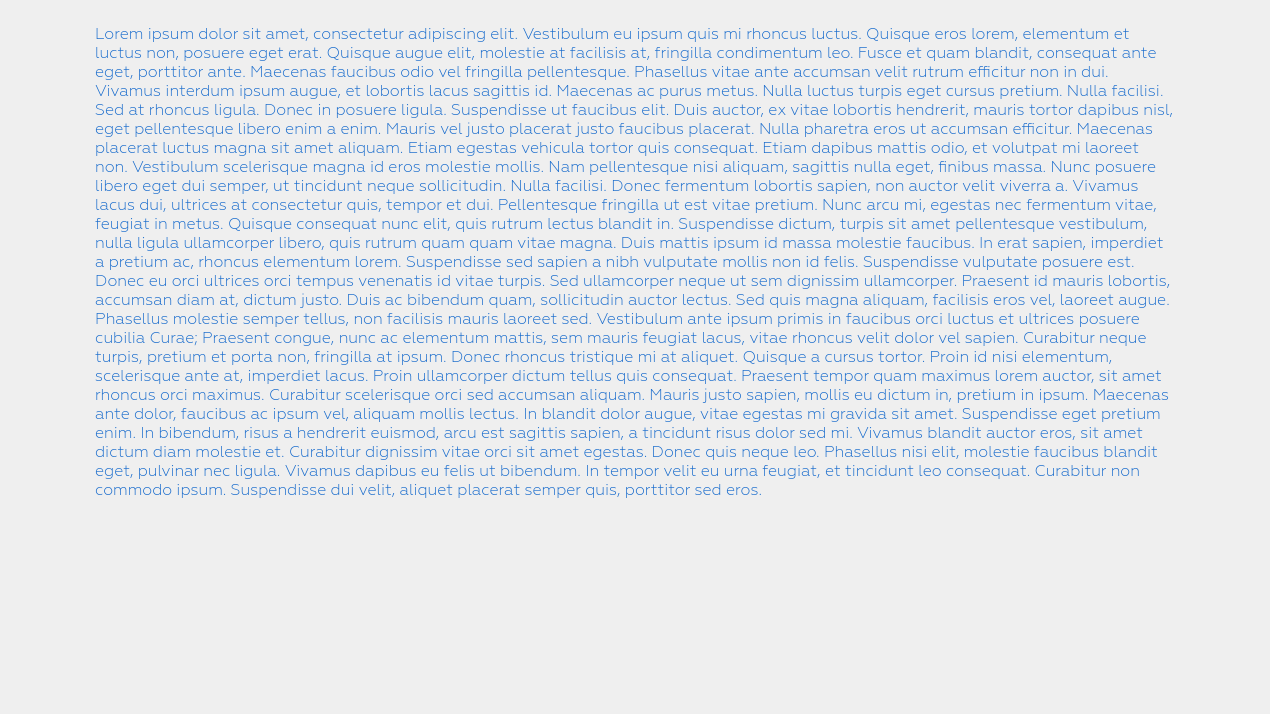 Lorem ipsum dolor sit amet, consectetur adipiscing elit. Vestibulum eu ipsum quis mi rhoncus luctus. Quisque eros lorem, elementum et
luctus non, posuere eget erat. Quisque augue elit, molestie at facilisis at, fringilla condimentum leo. Fusce et quam blandit, consequat ante
eget, porttitor ante. Maecenas faucibus odio vel fringilla pellentesque. Phasellus vitae ante accumsan velit rutrum efficitur non in dui.
Vivamus interdum ipsum augue, et lobortis lacus sagittis id. Maecenas ac purus metus. Nulla luctus turpis eget cursus pretium. Nulla facilisi.
Sed at rhoncus ligula. Donec in posuere ligula. Suspendisse ut faucibus elit. Duis auctor, ex vitae lobortis hendrerit, mauris tortor dapibus nisl,
eget pellentesque libero enim a enim. Mauris vel justo placerat justo faucibus placerat. Nulla pharetra eros ut accumsan efficitur. Maecenas
placerat luctus magna sit amet aliquam. Etiam egestas vehicula tortor quis consequat. Etiam dapibus mattis odio, et volutpat mi laoreet
non. Vestibulum scelerisque magna id eros molestie mollis. Nam pellentesque nisi aliquam, sagittis nulla eget, finibus massa. Nunc posuere
libero eget dui semper, ut tincidunt neque sollicitudin. Nulla facilisi. Donec fermentum lobortis sapien, non auctor velit viverra a. Vivamus
lacus dui, ultrices at consectetur quis, tempor et dui. Pellentesque fringilla ut est vitae pretium. Nunc arcu mi, egestas nec fermentum vitae,
feugiat in metus. Quisque consequat nunc elit, quis rutrum lectus blandit in. Suspendisse dictum, turpis sit amet pellentesque vestibulum,
nulla ligula ullamcorper libero, quis rutrum quam quam vitae magna. Duis mattis ipsum id massa molestie faucibus. In erat sapien, imperdiet
a pretium ac, rhoncus elementum lorem. Suspendisse sed sapien a nibh vulputate mollis non id felis. Suspendisse vulputate posuere est.
Donec eu orci ultrices orci tempus venenatis id vitae turpis. Sed ullamcorper neque ut sem dignissim ullamcorper. Praesent id mauris lobortis,
accumsan diam at, dictum justo. Duis ac bibendum quam, sollicitudin auctor lectus. Sed quis magna aliquam, facilisis eros vel, laoreet augue.
Phasellus molestie semper tellus, non facilisis mauris laoreet sed. Vestibulum ante ipsum primis in faucibus orci luctus et ultrices posuere
cubilia Curae; Praesent congue, nunc ac elementum mattis, sem mauris feugiat lacus, vitae rhoncus velit dolor vel sapien. Curabitur neque
turpis, pretium et porta non, fringilla at ipsum. Donec rhoncus tristique mi at aliquet. Quisque a cursus tortor. Proin id nisi elementum,
scelerisque ante at, imperdiet lacus. Proin ullamcorper dictum tellus quis consequat. Praesent tempor quam maximus lorem auctor, sit amet
rhoncus orci maximus. Curabitur scelerisque orci sed accumsan aliquam. Mauris justo sapien, mollis eu dictum in, pretium in ipsum. Maecenas
ante dolor, faucibus ac ipsum vel, aliquam mollis lectus. In blandit dolor augue, vitae egestas mi gravida sit amet. Suspendisse eget pretium
enim. In bibendum, risus a hendrerit euismod, arcu est sagittis sapien, a tincidunt risus dolor sed mi. Vivamus blandit auctor eros, sit amet
dictum diam molestie et. Curabitur dignissim vitae orci sit amet egestas. Donec quis neque leo. Phasellus nisi elit, molestie faucibus blandit
eget, pulvinar nec ligula. Vivamus dapibus eu felis ut bibendum. In tempor velit eu urna feugiat, et tincidunt leo consequat. Curabitur non
commodo ipsum. Suspendisse dui velit, aliquet placerat semper quis, porttitor sed eros.